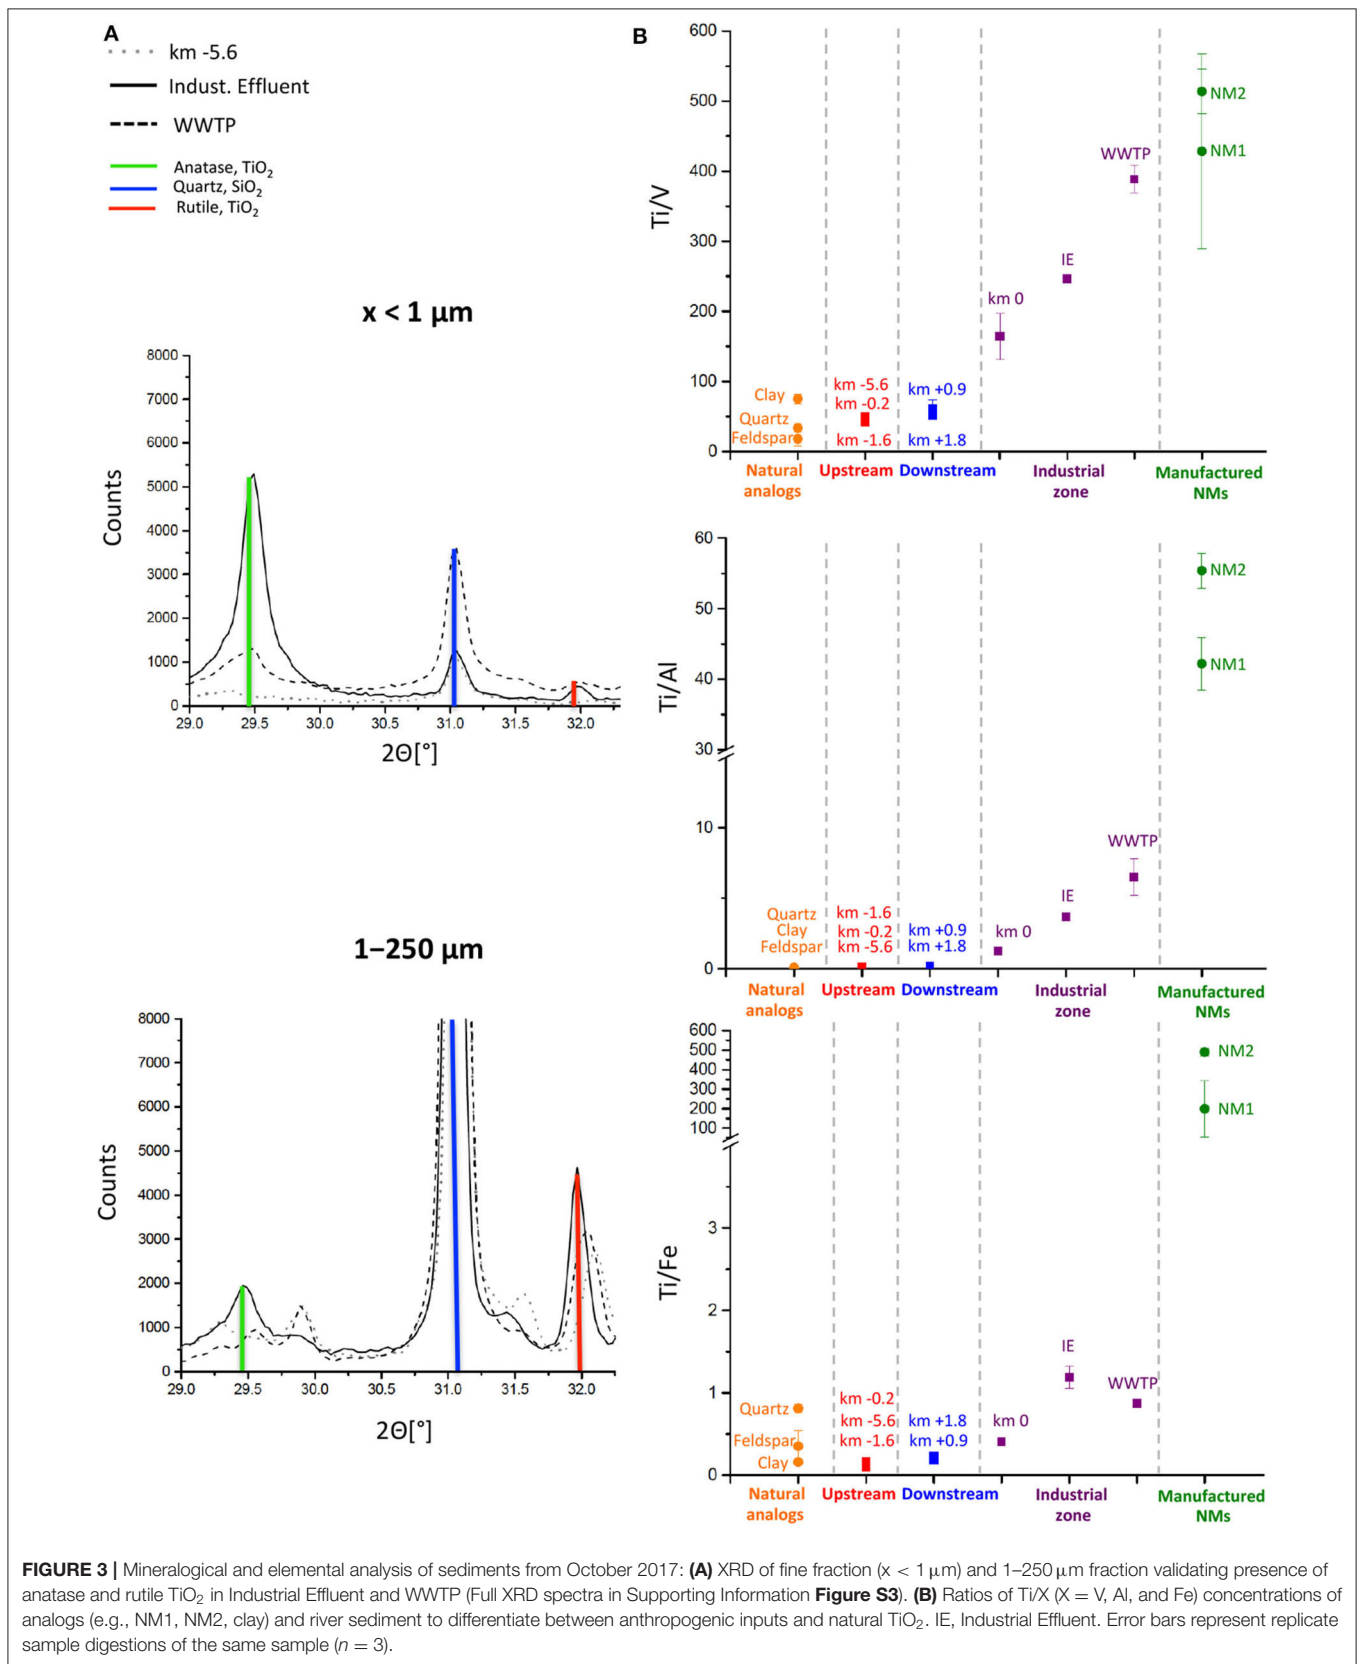 A
km -5.6
Indust. Effluent
WWTP
Anatase, TiO₂
Quartz, SiO₂
Rutile, TiO₂
x < 1 μm
8000
7000
6000
5000
4000
3000
2000
1000
0
Counts
29.0 29.5 30.0 30.5 31.0 31.5 32.0
2Θ[°]
1–250 μm
8000
7000
6000
5000
4000
3000
2000
1000
0
Counts
29.0 29.5 30.0 30.5 31.0 31.5 32.0
2Θ[°]
B
600
500
400
300
200
100
0
Ti/V
Clay
Quartz
Feldspar
km -5.6
km -0.2
km -1.6
km +0.9
km +1.8
km 0
IE
WWTP
NM2
NM1
Natural
analogs
Upstream
Downstream
Industrial
zone
Manufactured
NMs
60
50
40
30
10
0
Ti/Al
Quartz
Clay
Feldspar
km -1.6
km -0.2
km -5.6
km +0.9
km +1.8
km 0
IE
WWTP
NM2
NM1
Natural
analogs
Upstream
Downstream
Industrial
zone
Manufactured
NMs
600
500
400
300
200
100
3
2
1
0
Ti/Fe
Quartz
Feldspar
Clay
km -0.2
km -5.6
km -1.6
km +1.8
km +0.9
km 0
IE
WWTP
NM2
NM1
Natural
analogs
Upstream
Downstream
Industrial
zone
Manufactured
NMs
FIGURE 3 | Mineralogical and elemental analysis of sediments from October 2017: (A) XRD of fine fraction (x < 1 μm) and 1–250 μm fraction validating presence of
anatase and rutile TiO₂ in Industrial Effluent and WWTP (Full XRD spectra in Supporting Information Figure S3). (B) Ratios of Ti/X (X = V, Al, and Fe) concentrations of
analogs (e.g., NM1, NM2, clay) and river sediment to differentiate between anthropogenic inputs and natural TiO₂. IE, Industrial Effluent. Error bars represent replicate
sample digestions of the same sample (n = 3).